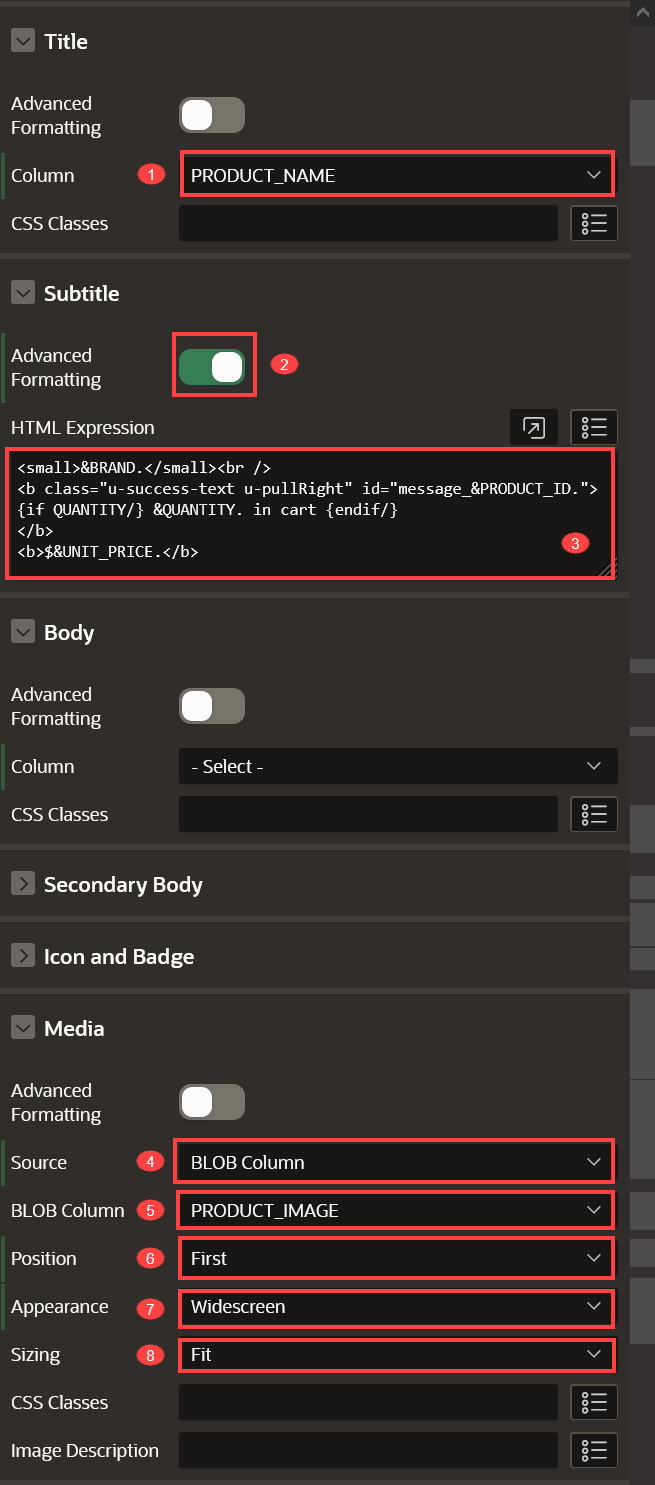 Title
Advanced
Formatting
Column 1 PRODUCT_NAME
CSS Classes
Subtitle
Advanced
Formatting
2
HTML Expression
<small>&BRAND.</small><br />
<b class="u-success-text u-pullRight" id="message_&PRODUCT_ID.">
{if QUANTITY/} &QUANTITY. in cart {endif/}
</b>
3
<b>$&UNIT_PRICE.</b>
Body
Advanced
Formatting
Column - Select -
CSS Classes
Secondary Body
Icon and Badge
Media
Advanced
Formatting
Source 4 BLOB Column
BLOB Column 5 PRODUCT_IMAGE
Position 6 First
Appearance 7 Widescreen
Sizing 8 Fit
CSS Classes
Image Description